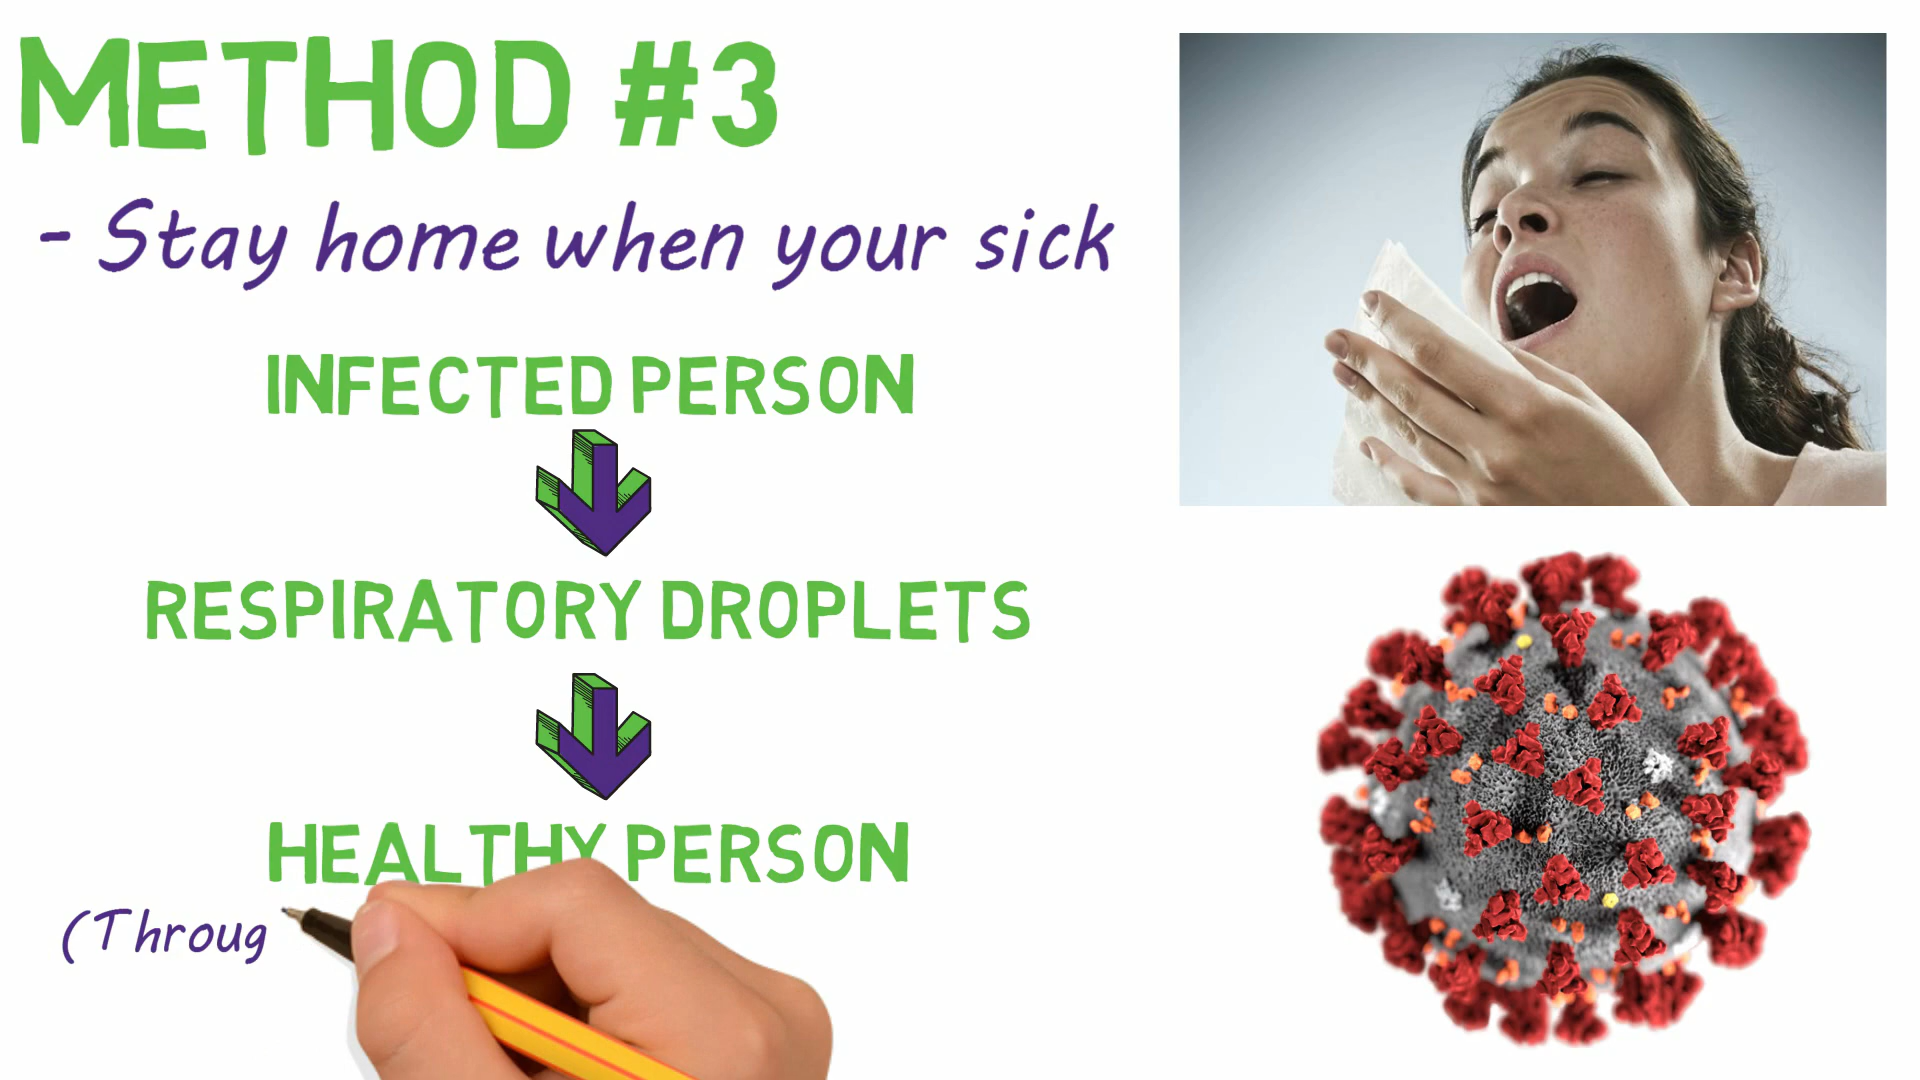 METHOD #3
- Stay home when your sick
INFECTED PERSON
RESPIRATORY DROPLETS
HEALTHY PERSON
(Throug